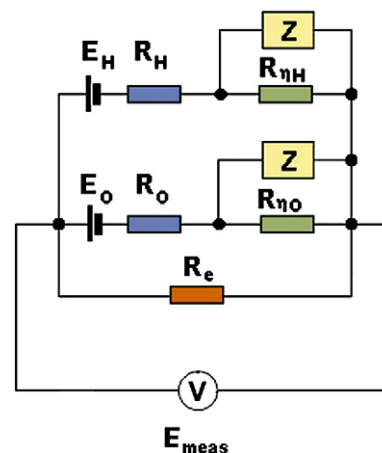 Z
E_H R_H R_ηH
Z
E_O R_O R_ηO
R_e
V
E_meas